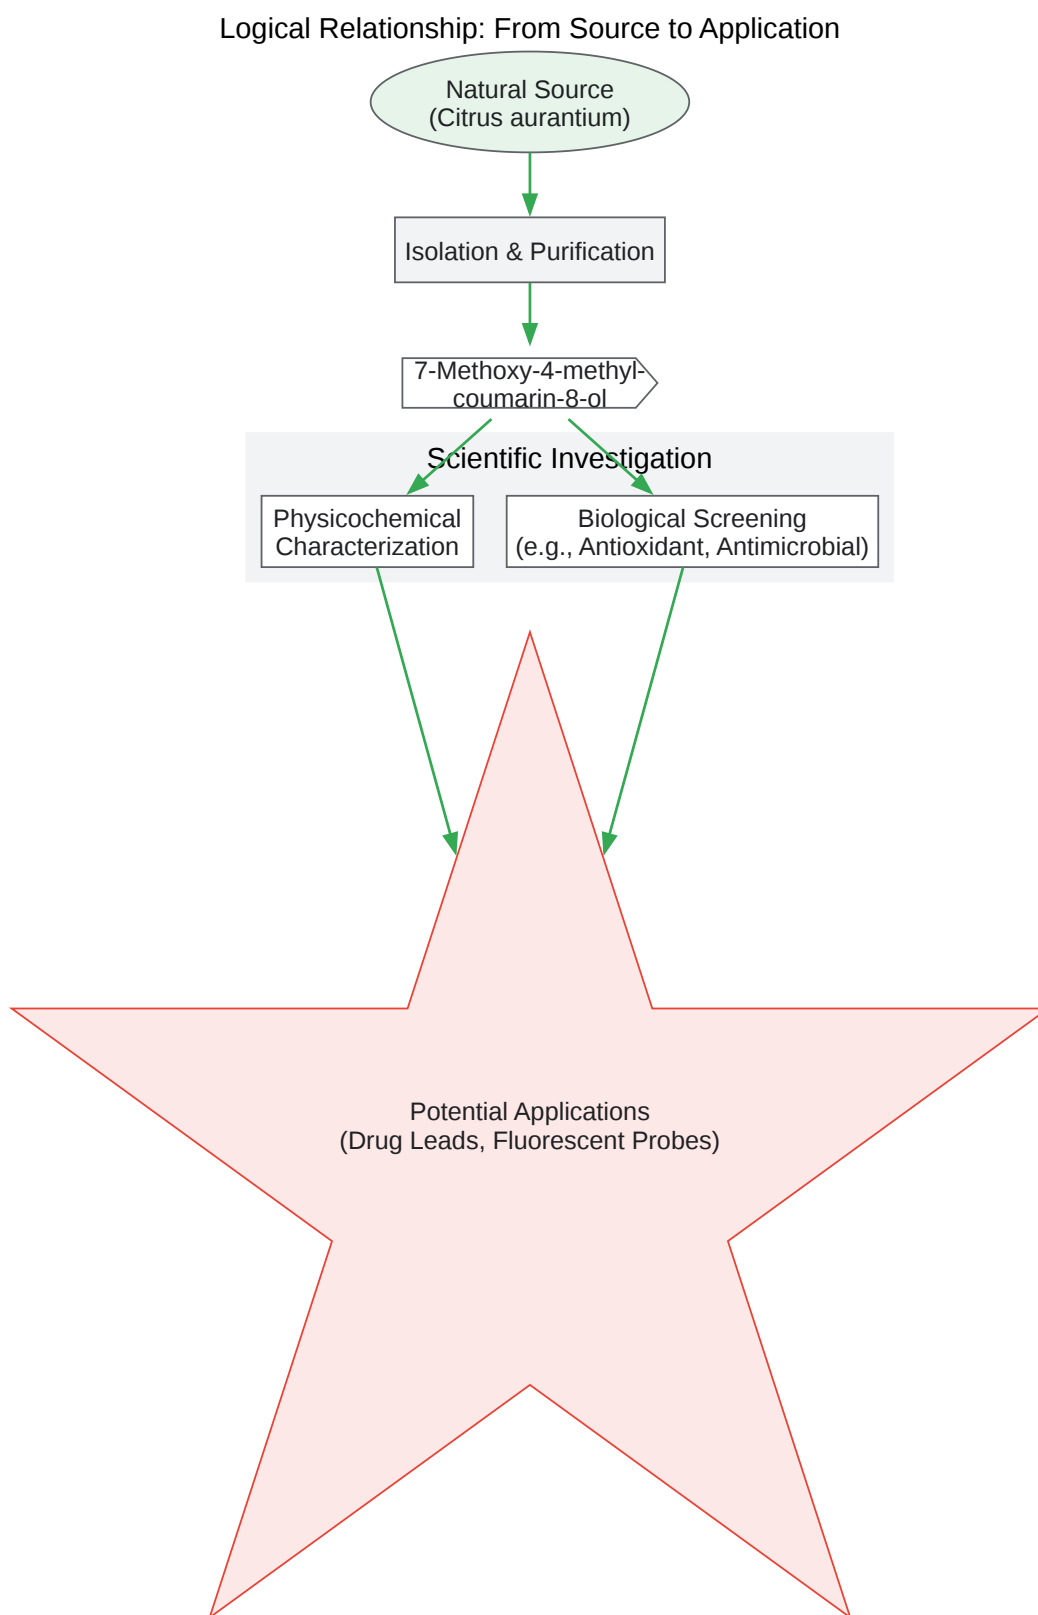 Logical Relationship: From Source to Application
Natural Source
(Citrus aurantium)
Isolation & Purification
7-Methoxy-4-methyl-
coumarin-8-ol
Scientific Investigation
Physicochemical
Characterization
Biological Screening
(e.g., Antioxidant, Antimicrobial)
Potential Applications
(Drug Leads, Fluorescent Probes)